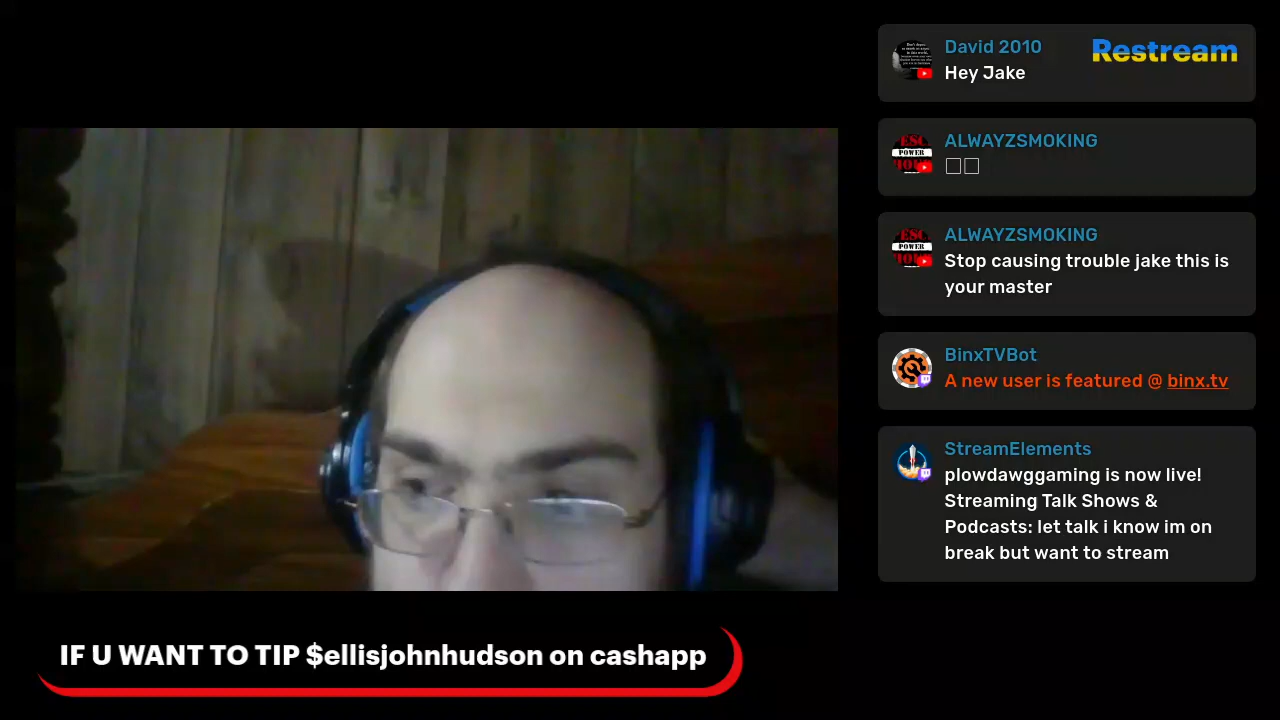 David 2010
Restream
Hey Jake
ALWAYZSMOKING
ALWAYZSMOKING
Stop causing trouble jake this is
your master
BinxTVBot
A new user is featured @ binx.tv
StreamElements
plowdawggaming is now live!
Streaming Talk Shows &
Podcasts: let talk i know im on
break but want to stream
IF U WANT TO TIP $ellisjohnhudson on cashapp